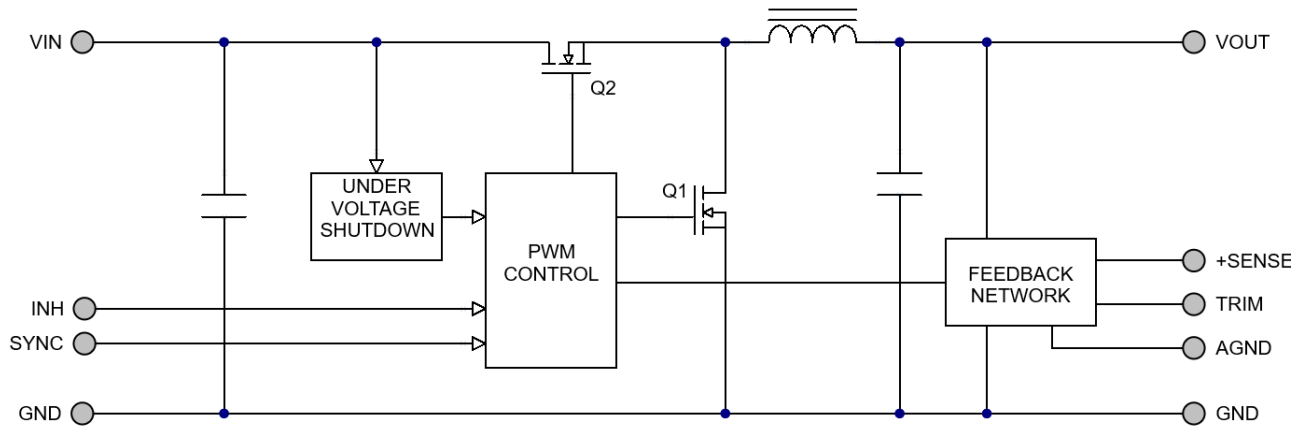 VIN
VOUT
Q2
UNDER
VOLTAGE
SHUTDOWN
Q1
PWM
CONTROL
FEEDBACK
NETWORK
+SENSE
INH
TRIM
SYNC
AGND
GND
GND